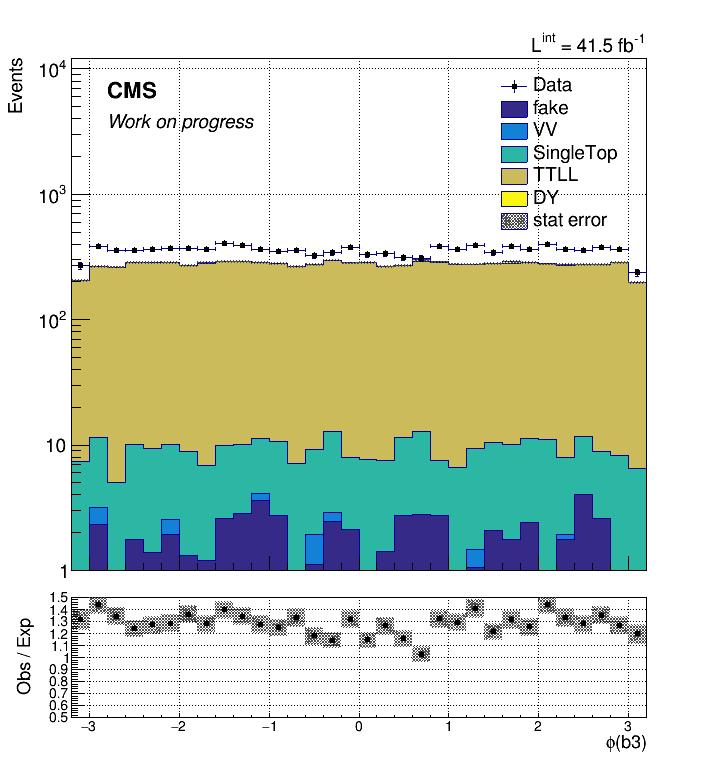 L^int = 41.5 fb^-1
Events
CMS
Work on progress
Data
fake
VV
SingleTop
TTLL
DY
stat error
10^4
10^3
10^2
10
1
Obs / Exp
1.5
1.4
1.3
1.2
1.1
1
0.9
0.8
0.7
0.6
0.5
−3 −2 −1 0 1 2 3
ϕ(b3)